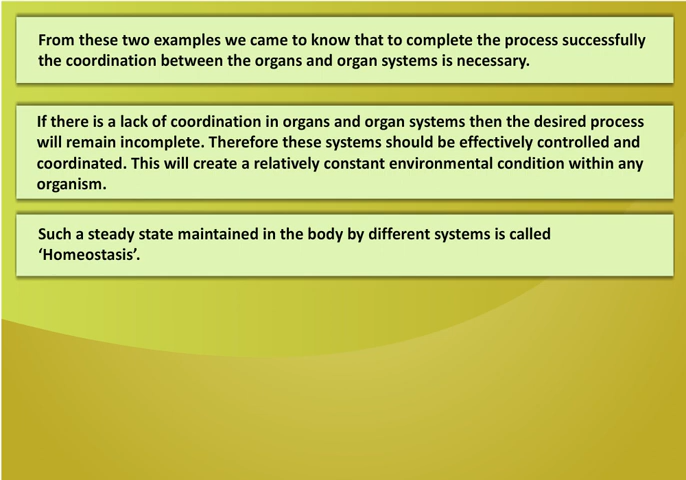 From these two examples we came to know that to complete the process successfully
the coordination between the organs and organ systems is necessary.
If there is a lack of coordination in organs and organ systems then the desired process
will remain incomplete. Therefore these systems should be effectively controlled and
coordinated. This will create a relatively constant environmental condition within any
organism.
Such a steady state maintained in the body by different systems is called
‘Homeostasis’.